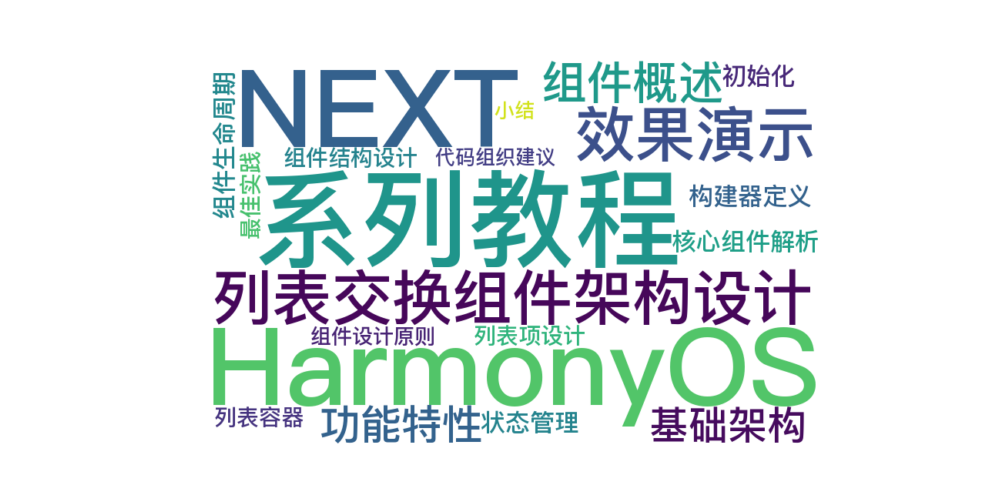 组件生命周期
NEXT
组件概述
初始化
小结
效果演示
最佳实践
组件结构设计
代码组织建议
系列教程
构建器定义
核心组件解析
列表交换组件架构设计
组件设计原则
列表项设计
HarmonyOS
列表容器
功能特性
状态管理
基础架构